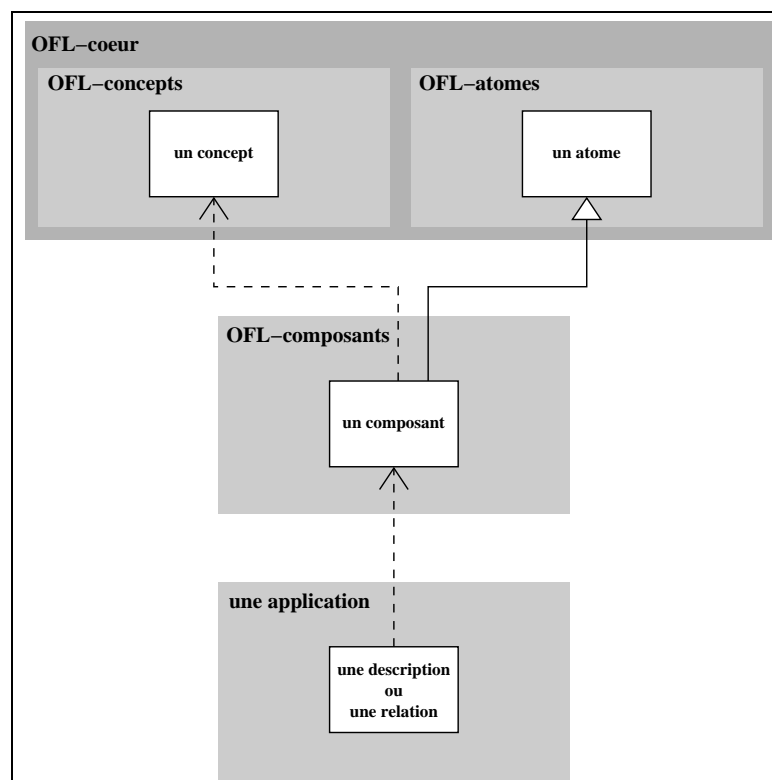 OFL−coeur
OFL−concepts
OFL−atomes
un concept
un atome
OFL−composants
un composant
une application
une description
ou
une relation